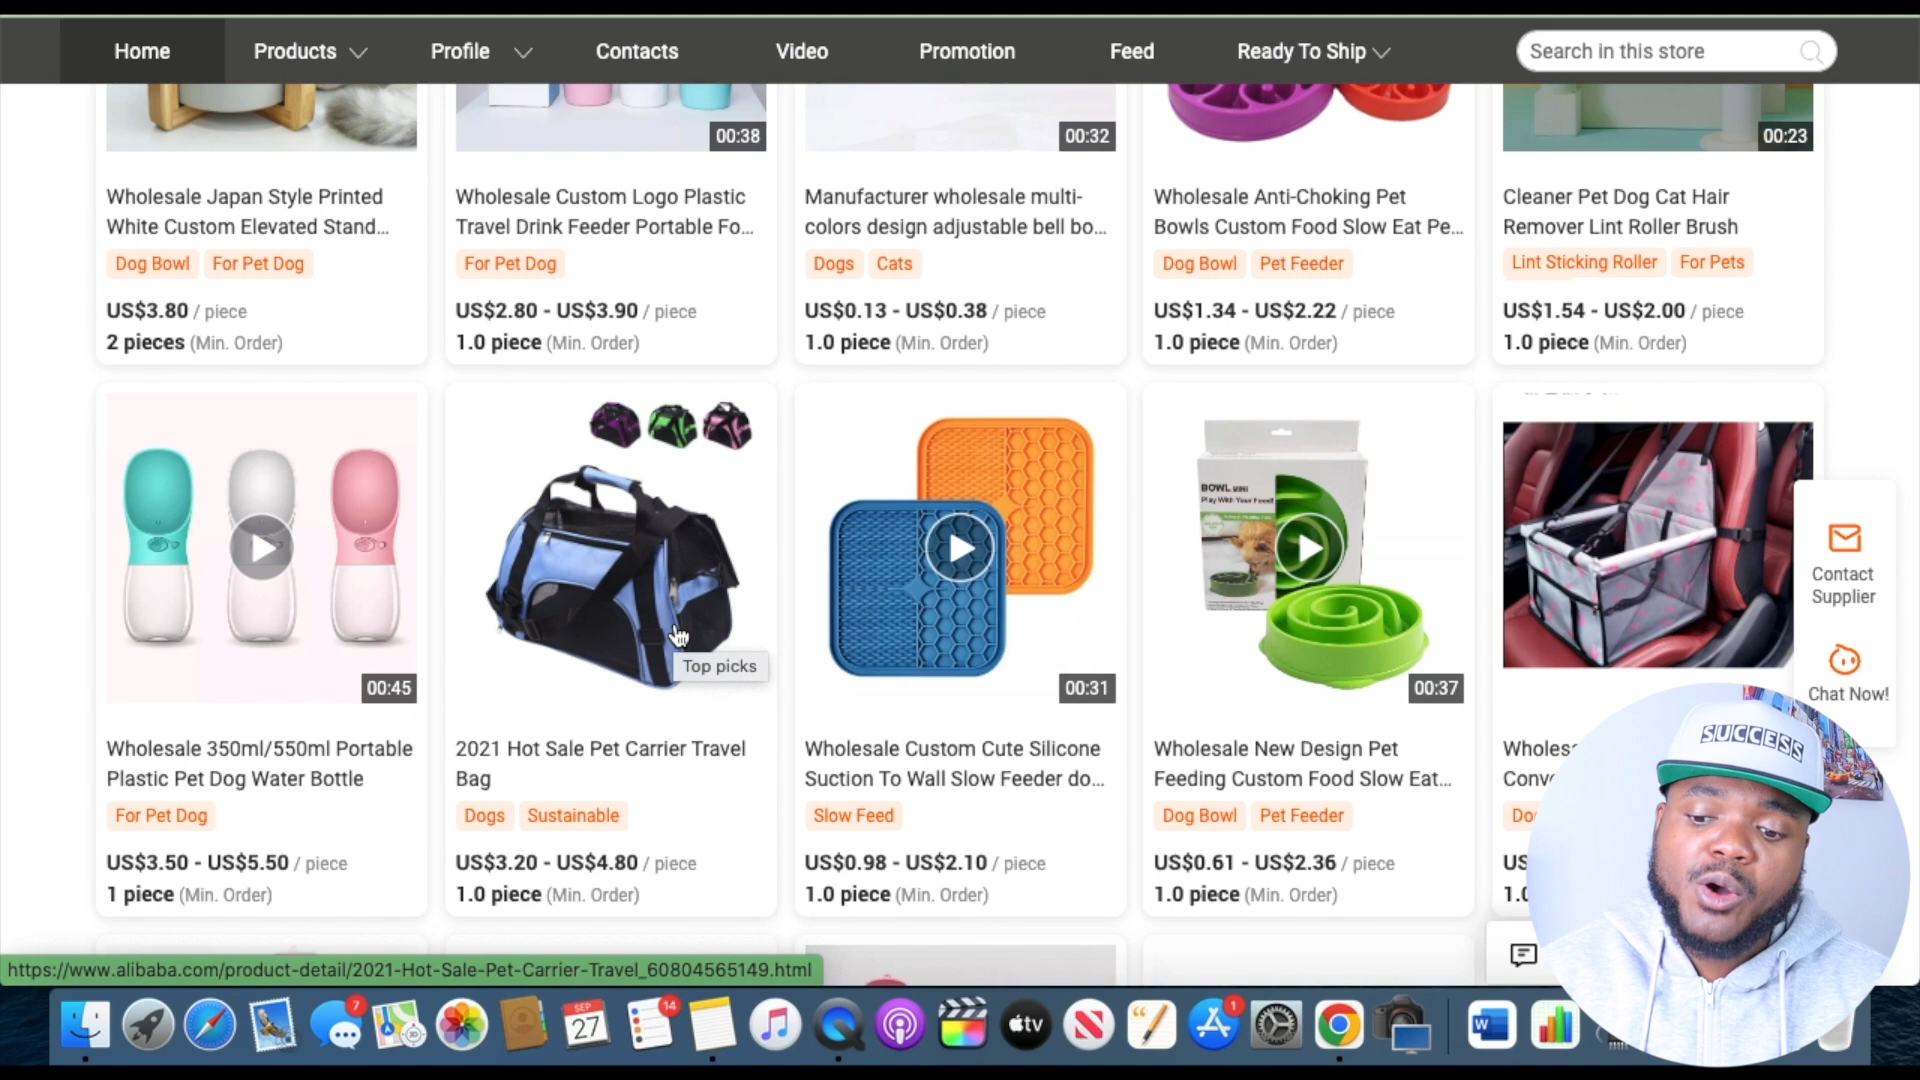 Home
Products
Profile
Contacts
Video
Promotion
Feed
Ready To Ship
Search in this store
00:38
00:32
00:23
Wholesale Japan Style Printed
White Custom Elevated Stand...
Dog Bowl
For Pet Dog
US$3.80 / piece
2 pieces (Min. Order)
Wholesale Custom Logo Plastic
Travel Drink Feeder Portable Fo...
For Pet Dog
US$2.80 - US$3.90 / piece
1.0 piece (Min. Order)
Manufacturer wholesale multi-
colors design adjustable bell bo...
Dogs
Cats
US$0.13 - US$0.38 / piece
1.0 piece (Min. Order)
Wholesale Anti-Choking Pet
Bowls Custom Food Slow Eat Pe...
Dog Bowl
Pet Feeder
US$1.34 - US$2.22 / piece
1.0 piece (Min. Order)
Cleaner Pet Dog Cat Hair
Remover Lint Roller Brush
Lint Sticking Roller
For Pets
US$1.54 - US$2.00 / piece
1.0 piece (Min. Order)
00:45
Wholesale 350ml/550ml Portable
Plastic Pet Dog Water Bottle
For Pet Dog
US$3.50 - US$5.50 / piece
1 piece (Min. Order)
Top picks
2021 Hot Sale Pet Carrier Travel
Bag
Dogs
Sustainable
US$3.20 - US$4.80 / piece
1.0 piece (Min. Order)
00:31
Wholesale Custom Cute Silicone
Suction To Wall Slow Feeder do...
Slow Feed
US$0.98 - US$2.10 / piece
1.0 piece (Min. Order)
BOWL MINI
Play With Your Food!
00:37
Wholesale New Design Pet
Feeding Custom Food Slow Eat...
Dog Bowl
Pet Feeder
US$0.61 - US$2.36 / piece
1.0 piece (Min. Order)
Wholes
Conv
Do
US
1.0
Contact
Supplier
Chat Now!
SUCCESS
https://www.alibaba.com/product-detail/2021-Hot-Sale-Pet-Carrier-Travel_60804565149.html
7
SEP
27
14
tv
1
W